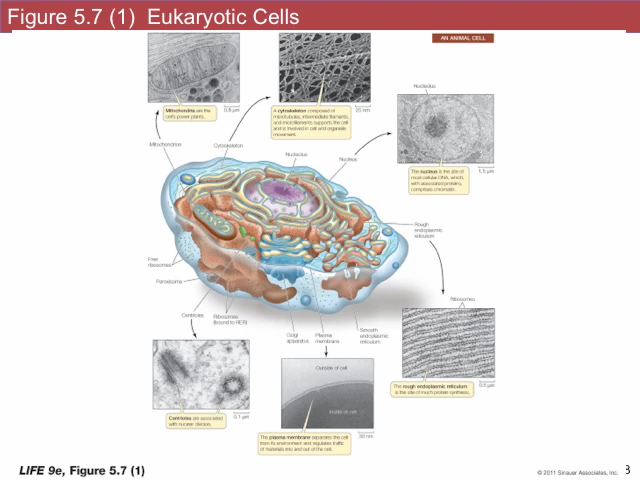 Figure 5.7 (1) Eukaryotic Cells
AN ANIMAL CELL
Mitochondria are the
cell's power plants.
0.8 µm
A cytoskeleton composed of
microtubules, intermediate filaments,
and microfilaments supports the cell
and is involved in cell and organelle
movement.
25 nm
Nucleolus
The nucleus is the site of
most cellular DNA, which,
with associated proteins,
comprises chromatin.
1.5 µm
Mitochondrion
Cytoskeleton
Nucleolus
Nucleus
Rough
endoplasmic
reticulum
Free
ribosomes
Peroxisome
Centrioles
Ribosomes
(bound to RER)
Golgi
apparatus
Plasma
membrane
Smooth
endoplasmic
reticulum
Ribosomes
Outside of cell
Inside of cell
The rough endoplasmic reticulum
is the site of much protein synthesis.
0.5 µm
Centrioles are associated
with nuclear division.
0.1 µm
The plasma membrane separates the cell
from its environment and regulates traffic
of materials into and out of the cell.
30 nm
LIFE 9e, Figure 5.7 (1)
© 2011 Sinauer Associates, Inc.